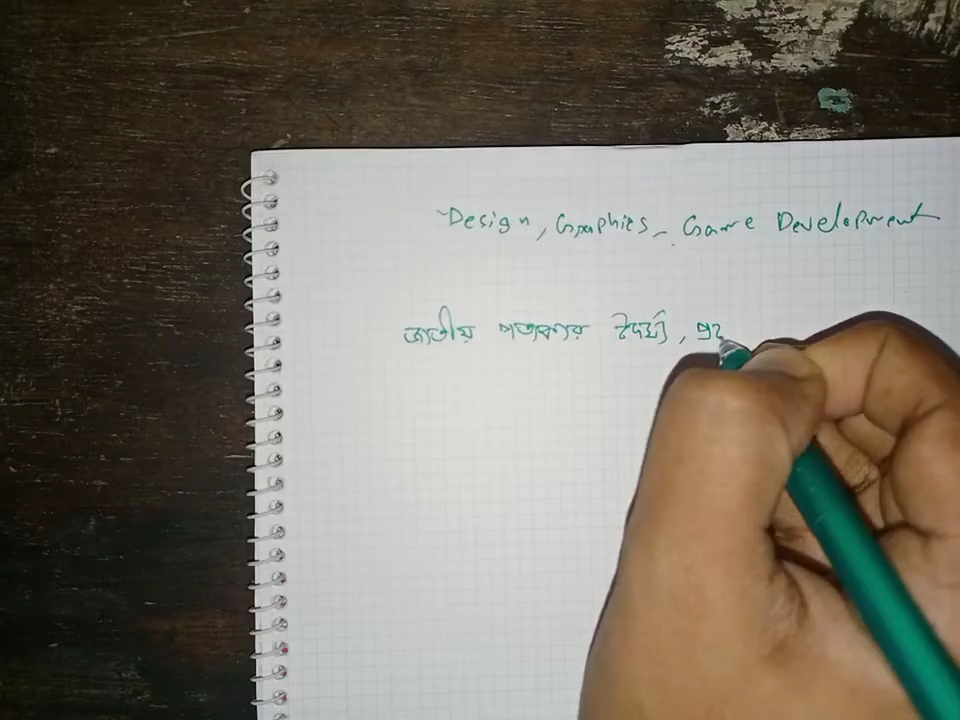 Design, Graphics, Game Development
জাতীয় পতাকার দৈর্ঘ্য, প্র